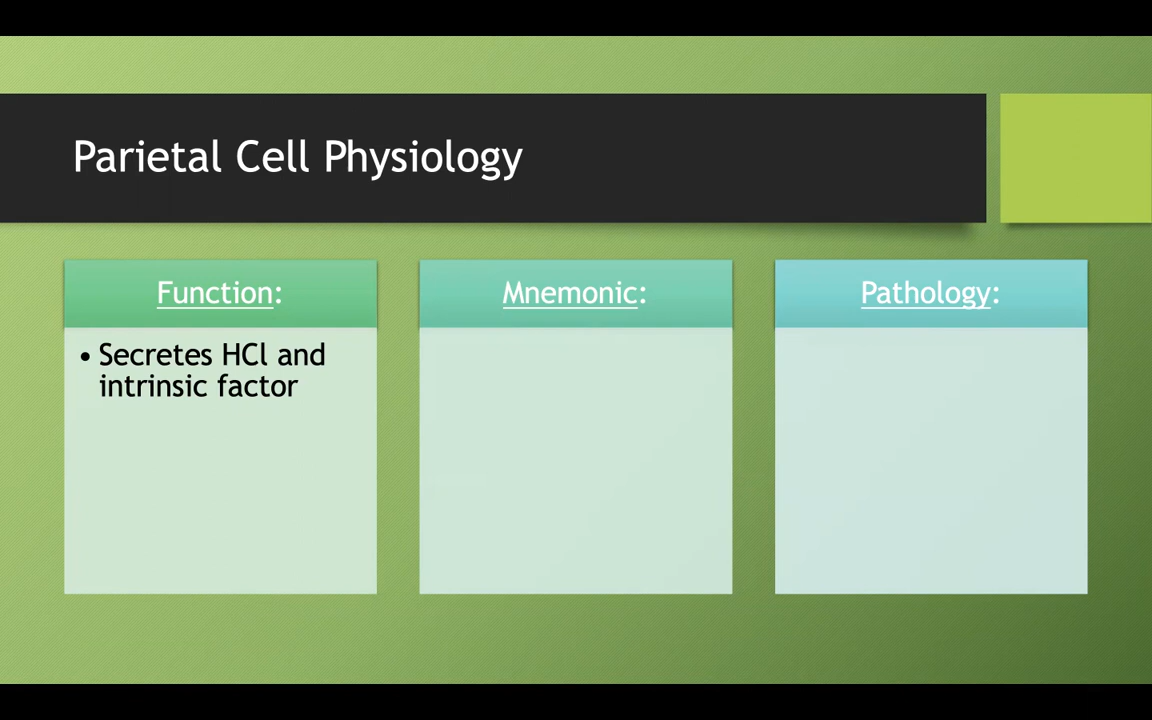 Parietal Cell Physiology
Function:
• Secretes HCl and
intrinsic factor
Mnemonic:
Pathology: